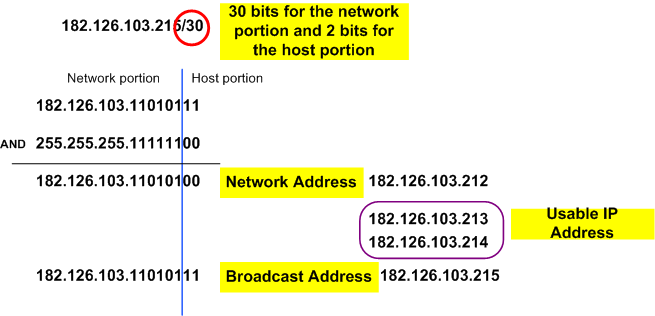 182.126.103.215/30
30 bits for the network
portion and 2 bits for
the host portion
Network portion
Host portion
182.126.103.11010111
AND 255.255.255.11111100
182.126.103.11010100
Network Address
182.126.103.212
182.126.103.213
182.126.103.214
Usable IP
Address
182.126.103.11010111
Broadcast Address
182.126.103.215